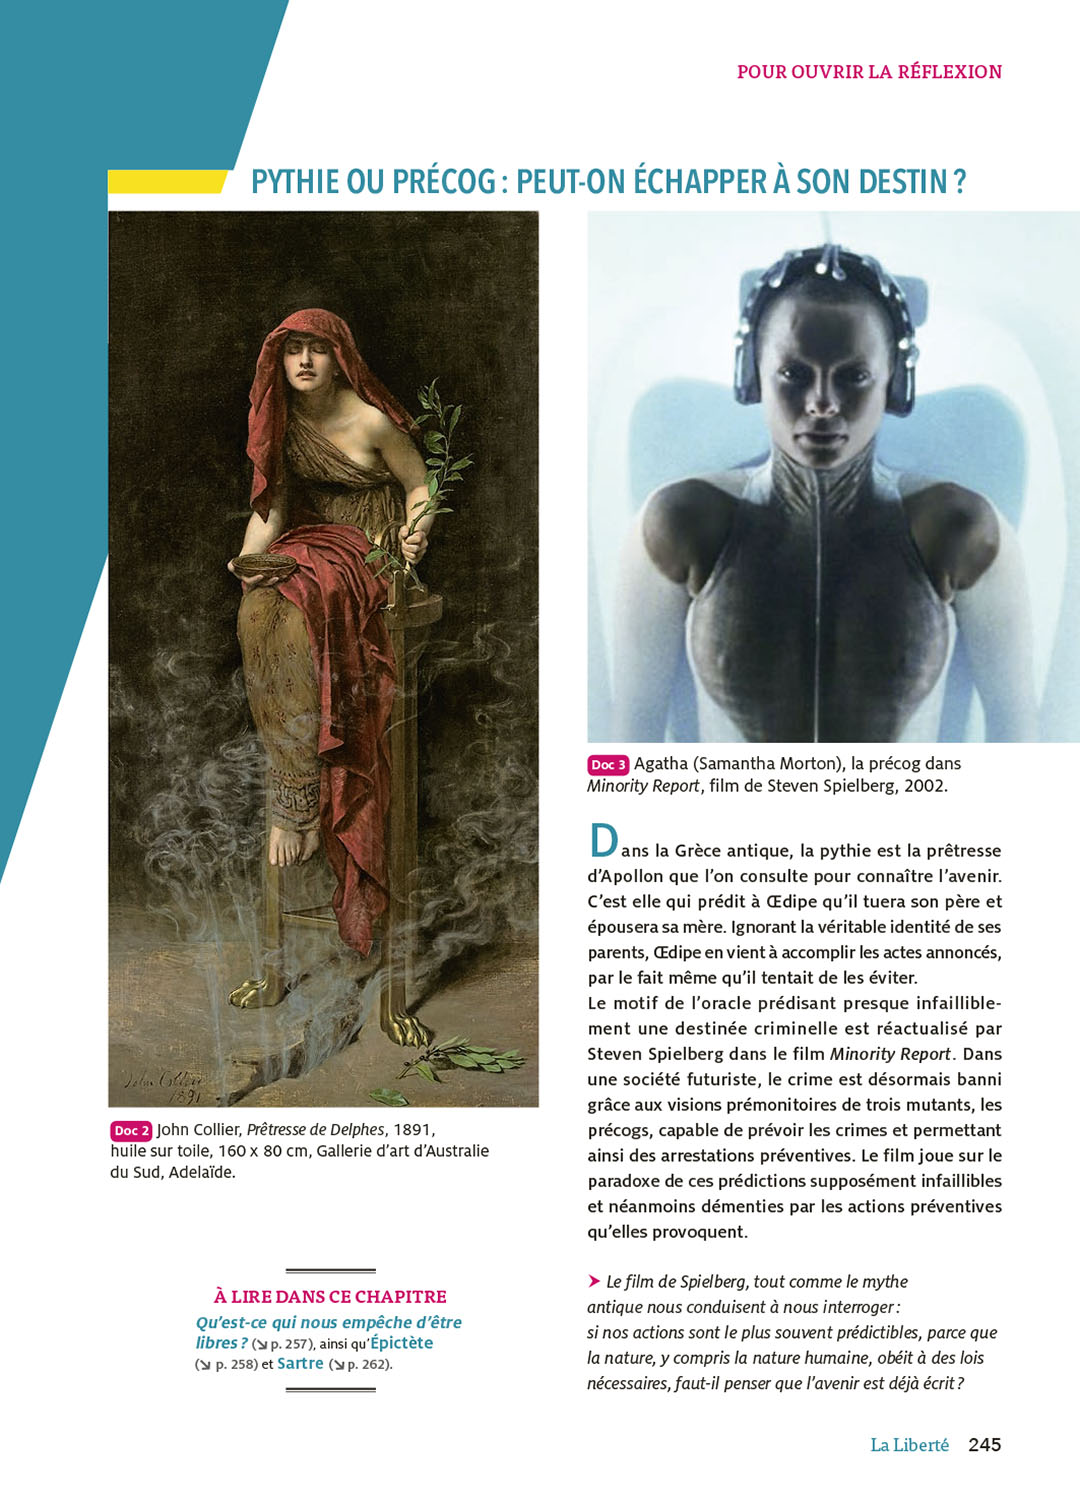 POUR OUVRIR LA RÉFLEXION
PYTHIE OU PRÉCOG : PEUT-ON ÉCHAPPER À SON DESTIN ?
John Collier
1891
Doc 2 John Collier, Prêtresse de Delphes, 1891,
huile sur toile, 160 x 80 cm, Gallerie d’art d’Australie
du Sud, Adelaïde.
À LIRE DANS CE CHAPITRE
Qu’est-ce qui nous empêche d’être
libres ? (↘ p. 257), ainsi qu’Épictète
(↘ p. 258) et Sartre (↘ p. 262).
Doc 3 Agatha (Samantha Morton), la précog dans
Minority Report, film de Steven Spielberg, 2002.
Dans la Grèce antique, la pythie est la prêtresse
d’Apollon que l’on consulte pour connaître l’avenir.
C’est elle qui prédit à Œdipe qu’il tuera son père et
épousera sa mère. Ignorant la véritable identité de ses
parents, Œdipe en vient à accomplir les actes annoncés,
par le fait même qu’il tentait de les éviter.
Le motif de l’oracle prédisant presque infaillible-
ment une destinée criminelle est réactualisé par
Steven Spielberg dans le film Minority Report. Dans
une société futuriste, le crime est désormais banni
grâce aux visions prémonitoires de trois mutants, les
précogs, capable de prévoir les crimes et permettant
ainsi des arrestations préventives. Le film joue sur le
paradoxe de ces prédictions supposément infaillibles
et néanmoins démenties par les actions préventives
qu’elles provoquent.
➤ Le film de Spielberg, tout comme le mythe
antique nous conduisent à nous interroger :
si nos actions sont le plus souvent prédictibles, parce que
la nature, y compris la nature humaine, obéit à des lois
nécessaires, faut-il penser que l’avenir est déjà écrit ?
La Liberté 245